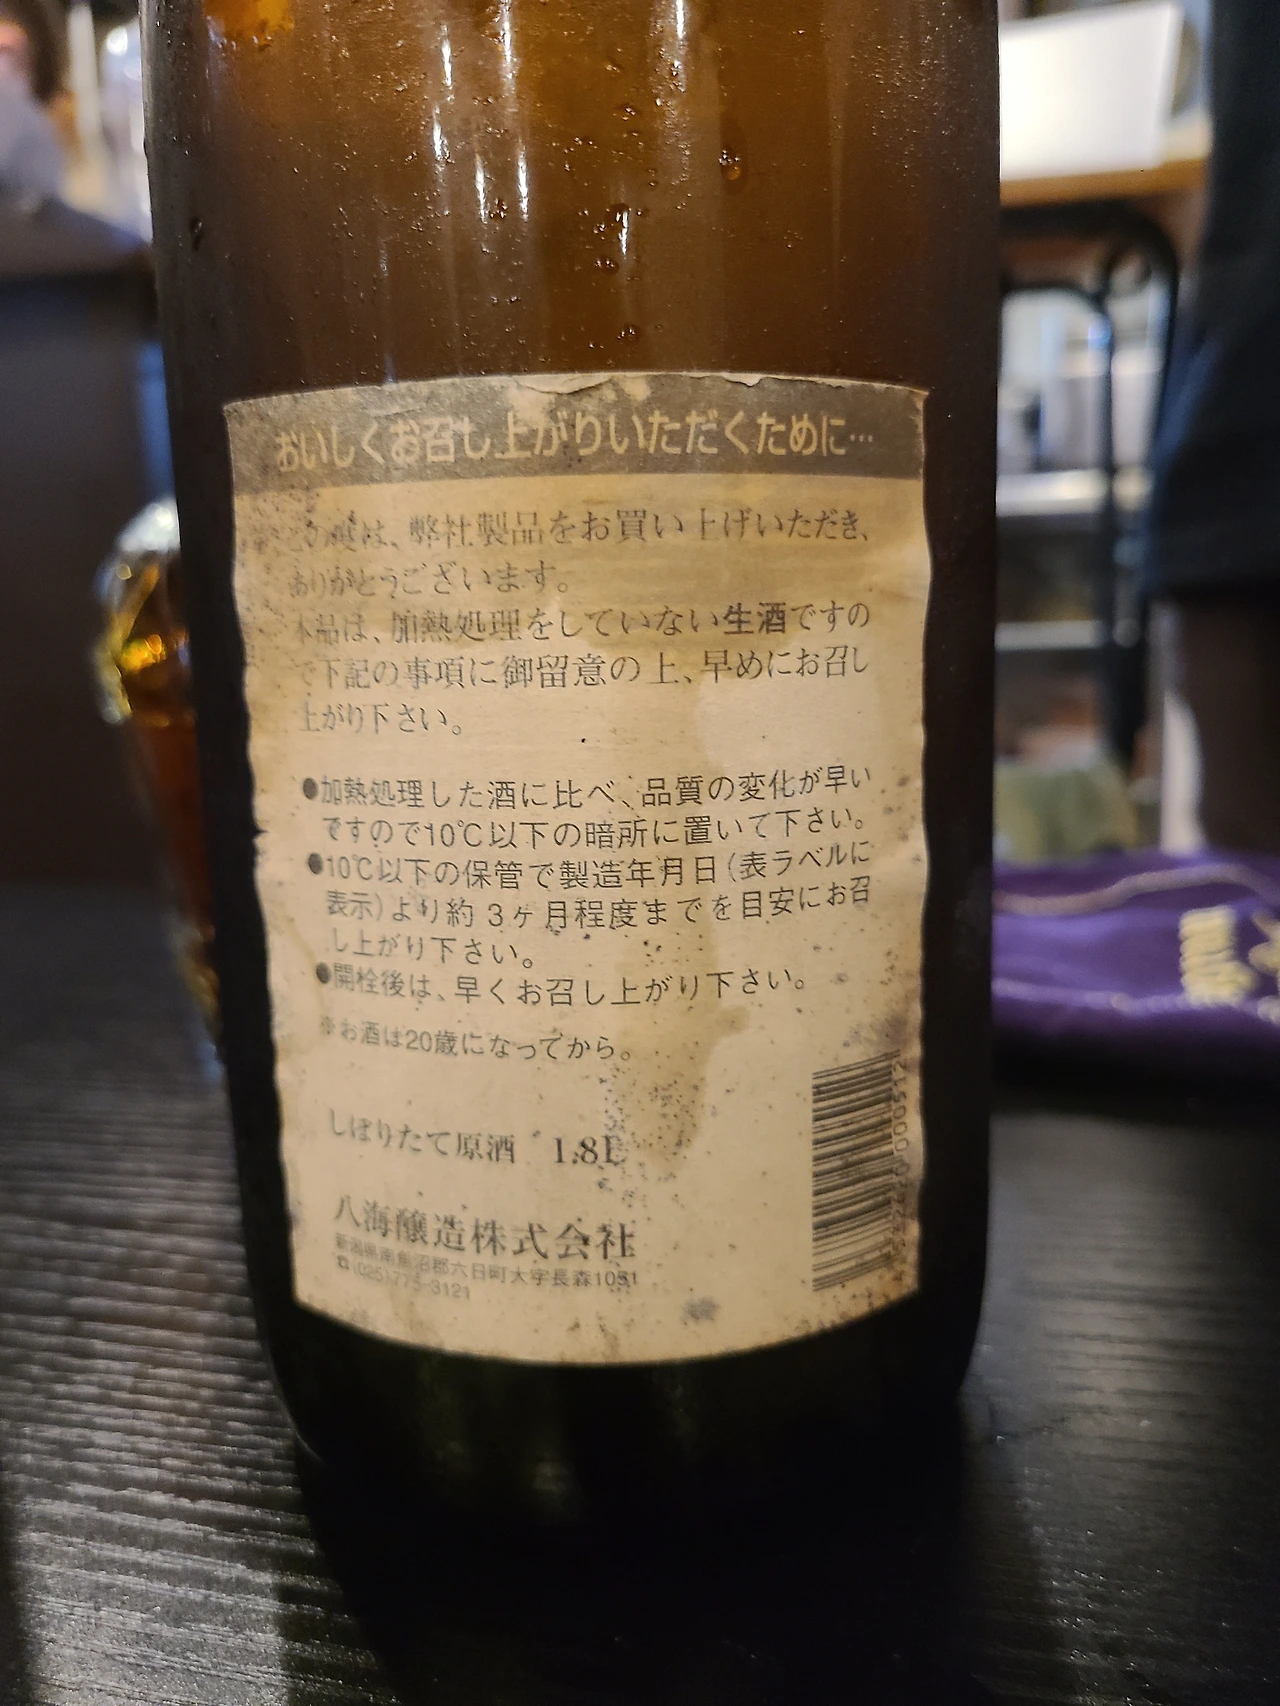 おいしくお召し上がりいただくために…
この度は、弊社製品をお買い上げいただき、
ありがとうございます。
本品は、加熱処理をしていない生酒ですの
で下記の事項に御留意の上、早めにお召し
上がり下さい。
●加熱処理した酒に比べ、品質の変化が早い
ですので10℃以下の暗所に置いて下さい。
●10℃以下の保管で製造年月日(表ラベルに
表示)より約3ヶ月程度までを目安にお召
し上がり下さい。
●開栓後は、早くお召し上がり下さい。
※お酒は20歳になってから。
しぼりたて原酒 1.8L
八海醸造株式会社
新潟県南魚沼郡六日町大字長森1051
☎(025)775-3121